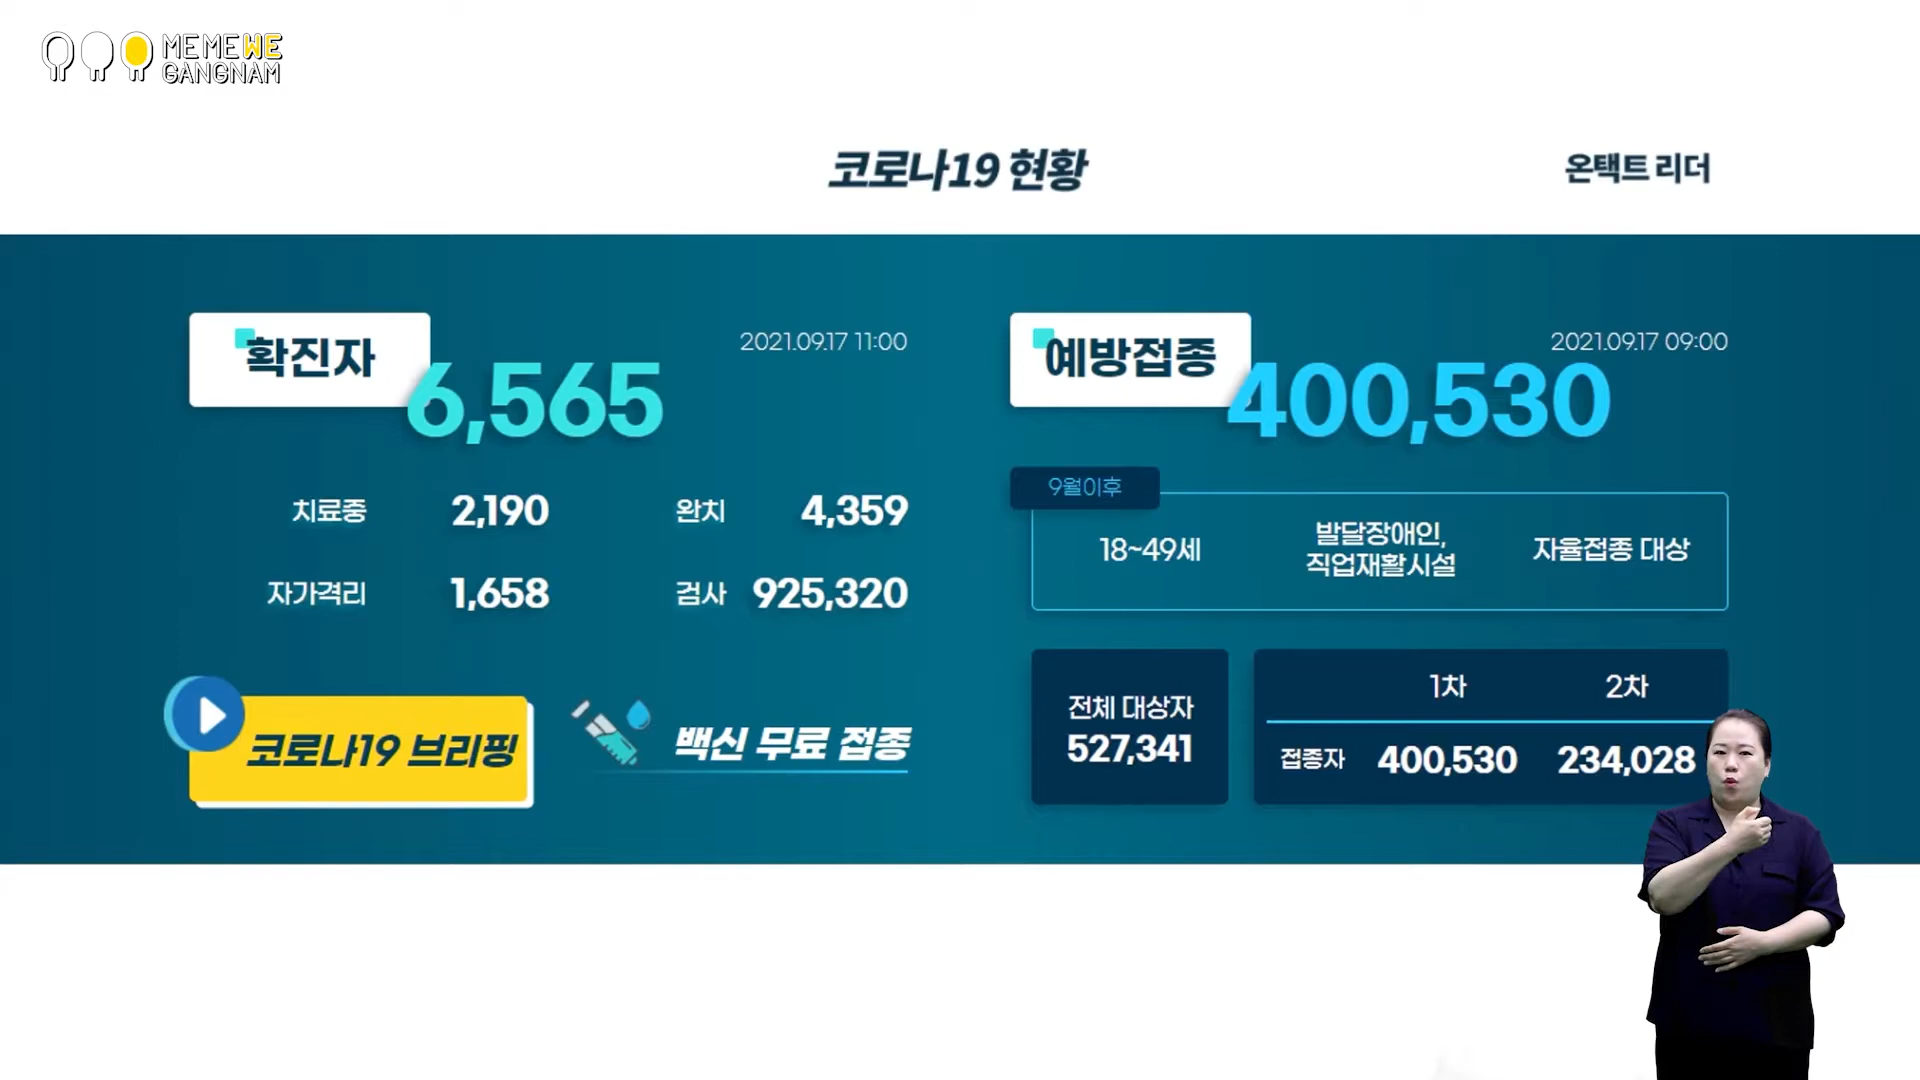 MEMEWE
GANGNAM
코로나19 현황
온택트 리더
확진자
2021.09.17 11:00
6,565
치료중 2,190 완치 4,359
자가격리 1,658 검사 925,320
코로나19 브리핑
백신 무료 접종
예방접종
2021.09.17 09:00
400,530
9월이후
18~49세
발달장애인,
직업재활시설
자율접종 대상
전체 대상자
527,341
1차 2차
접종자 400,530 234,028